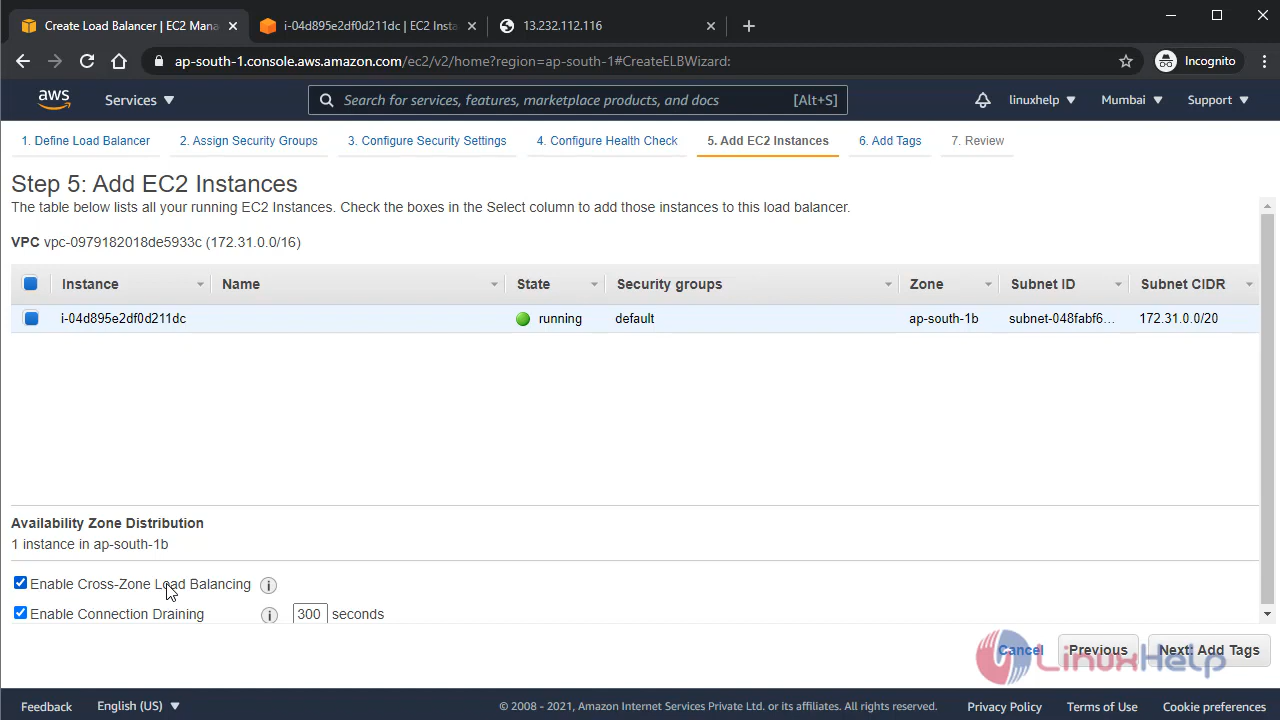 Create Load Balancer | EC2 Mana
i-04d895e2df0d211dc | EC2 Insta
13.232.112.116
ap-south-1.console.aws.amazon.com/ec2/v2/home?region=ap-south-1#CreateELBWizard:
Incognito
aws
Services
Search for services, features, marketplace products, and docs
[Alt+S]
linuxhelp
Mumbai
Support
1. Define Load Balancer
2. Assign Security Groups
3. Configure Security Settings
4. Configure Health Check
5. Add EC2 Instances
6. Add Tags
7. Review
Step 5: Add EC2 Instances
The table below lists all your running EC2 Instances. Check the boxes in the Select column to add those instances to this load balancer.
VPC vpc-0979182018de5933c (172.31.0.0/16)
Instance Name State Security groups Zone Subnet ID Subnet CIDR
i-04d895e2df0d211dc running default ap-south-1b subnet-048fabf6... 172.31.0.0/20
Availability Zone Distribution
1 instance in ap-south-1b
Enable Cross-Zone Load Balancing
Enable Connection Draining 300 seconds
Cancel
Previous
Next: Add Tags
LinuxHelp
Feedback
English (US)
© 2008 - 2021, Amazon Internet Services Private Ltd. or its affiliates. All rights reserved.
Privacy Policy
Terms of Use
Cookie preferences